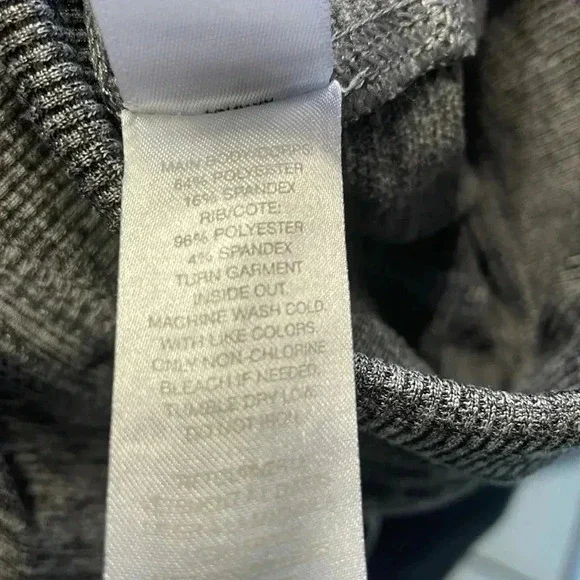 MAIN BODY/CORPS:
84% POLYESTER
16% SPANDEX
RIB/COTE:
96% POLYESTER
4% SPANDEX
TURN GARMENT
INSIDE OUT.
MACHINE WASH COLD.
WITH LIKE COLORS.
ONLY NON-CHLORINE
BLEACH IF NEEDED.
TUMBLE DRY LOW.
DO NOT IRON.